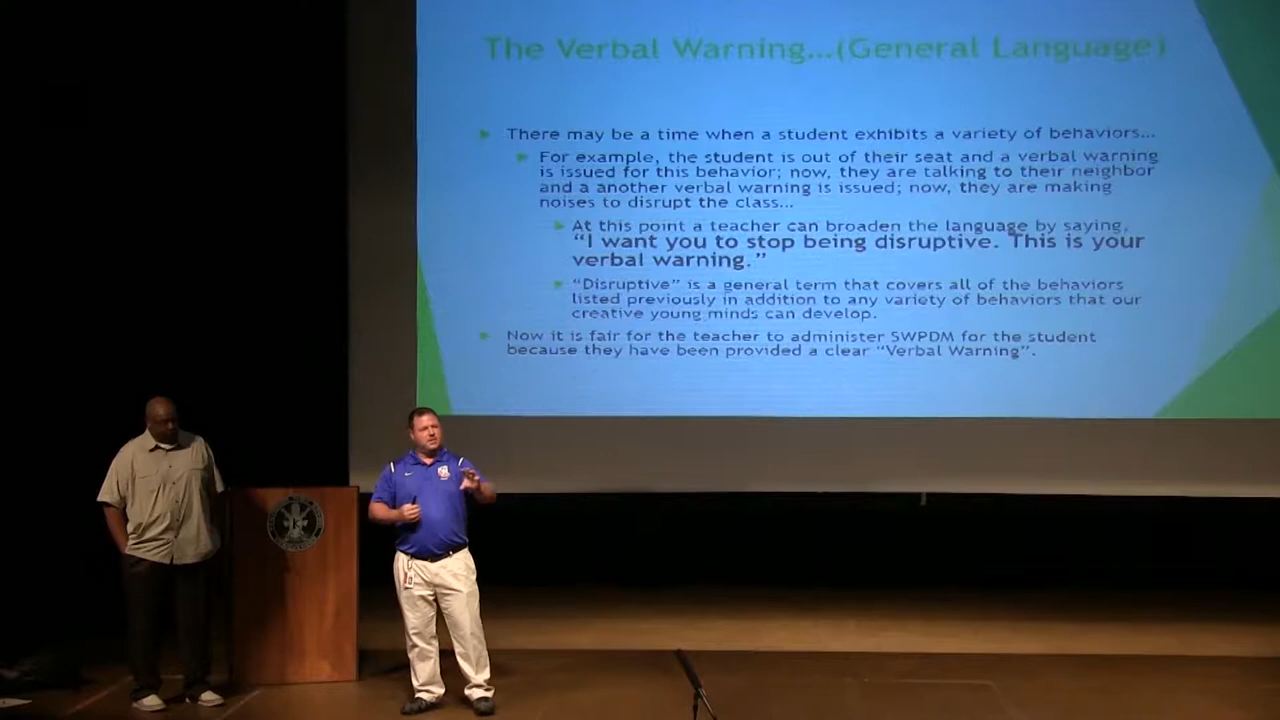 The Verbal Warning...(General Language)
There may be a time when a student exhibits a variety of behaviors...
For example, the student is out of their seat and a verbal warning
is issued for this behavior; now, they are talking to their neighbor
and a another verbal warning is issued; now, they are making
noises to disrupt the class...
At this point a teacher can broaden the language by saying,
“I want you to stop being disruptive. This is your
verbal warning.”
“Disruptive” is a general term that covers all of the behaviors
listed previously in addition to any variety of behaviors that our
creative young minds can develop.
Now it is fair for the teacher to administer SWPDM for the student
because they have been provided a clear “Verbal Warning”.